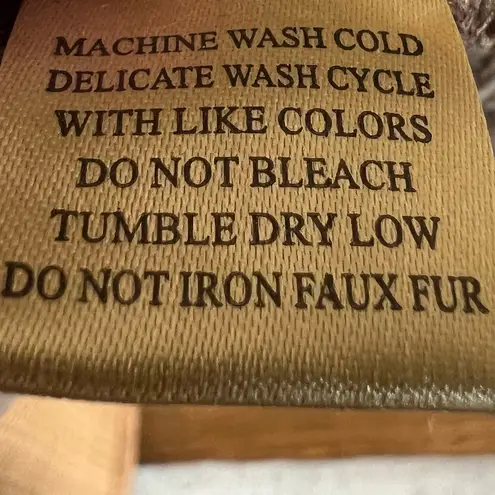 MACHINE WASH COLD
DELICATE WASH CYCLE
WITH LIKE COLORS
DO NOT BLEACH
TUMBLE DRY LOW
DO NOT IRON FAUX FUR